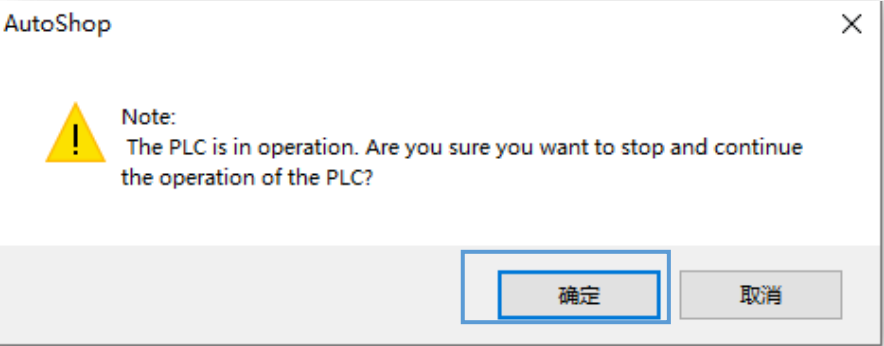 AutoShop
Note:
The PLC is in operation. Are you sure you want to stop and continue
the operation of the PLC?
确定
取消